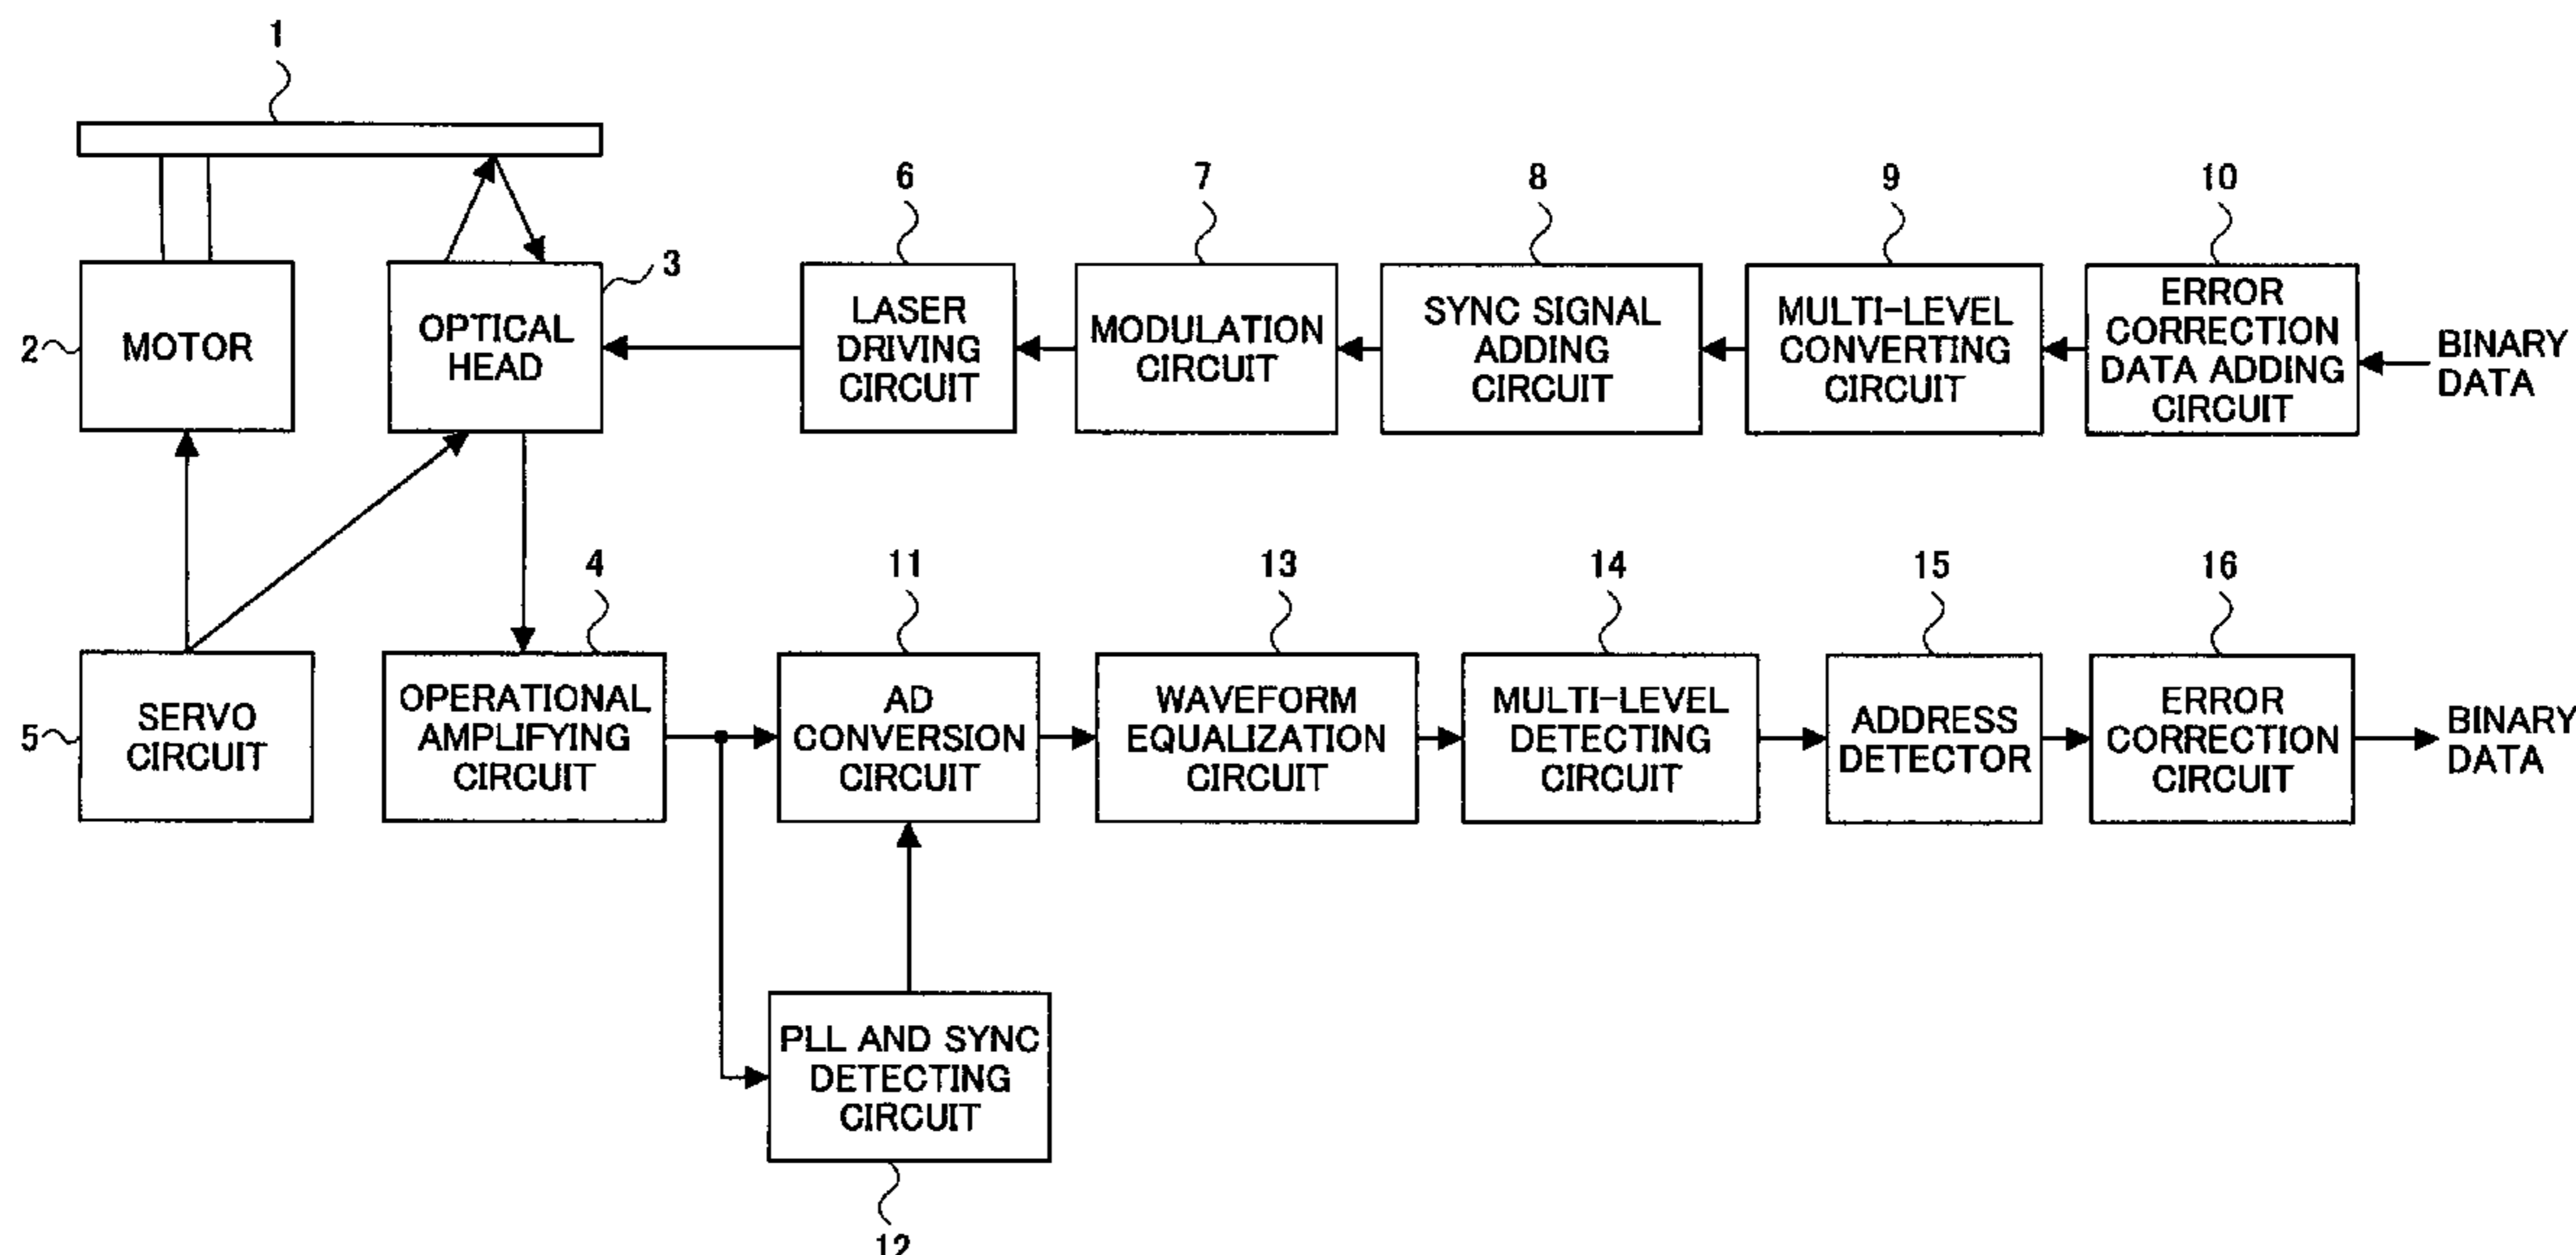 1
6
7
8
9
10
3
2
MOTOR
OPTICAL
HEAD
LASER
DRIVING
CIRCUIT
MODULATION
CIRCUIT
SYNC SIGNAL
ADDING
CIRCUIT
MULTI-LEVEL
CONVERTING
CIRCUIT
ERROR
CORRECTION
DATA ADDING
CIRCUIT
BINARY
DATA
4
11
13
14
15
16
5
SERVO
CIRCUIT
OPERATIONAL
AMPLIFYING
CIRCUIT
AD
CONVERSION
CIRCUIT
WAVEFORM
EQUALIZATION
CIRCUIT
MULTI-LEVEL
DETECTING
CIRCUIT
ADDRESS
DETECTOR
ERROR
CORRECTION
CIRCUIT
BINARY
DATA
PLL AND SYNC
DETECTING
CIRCUIT
12